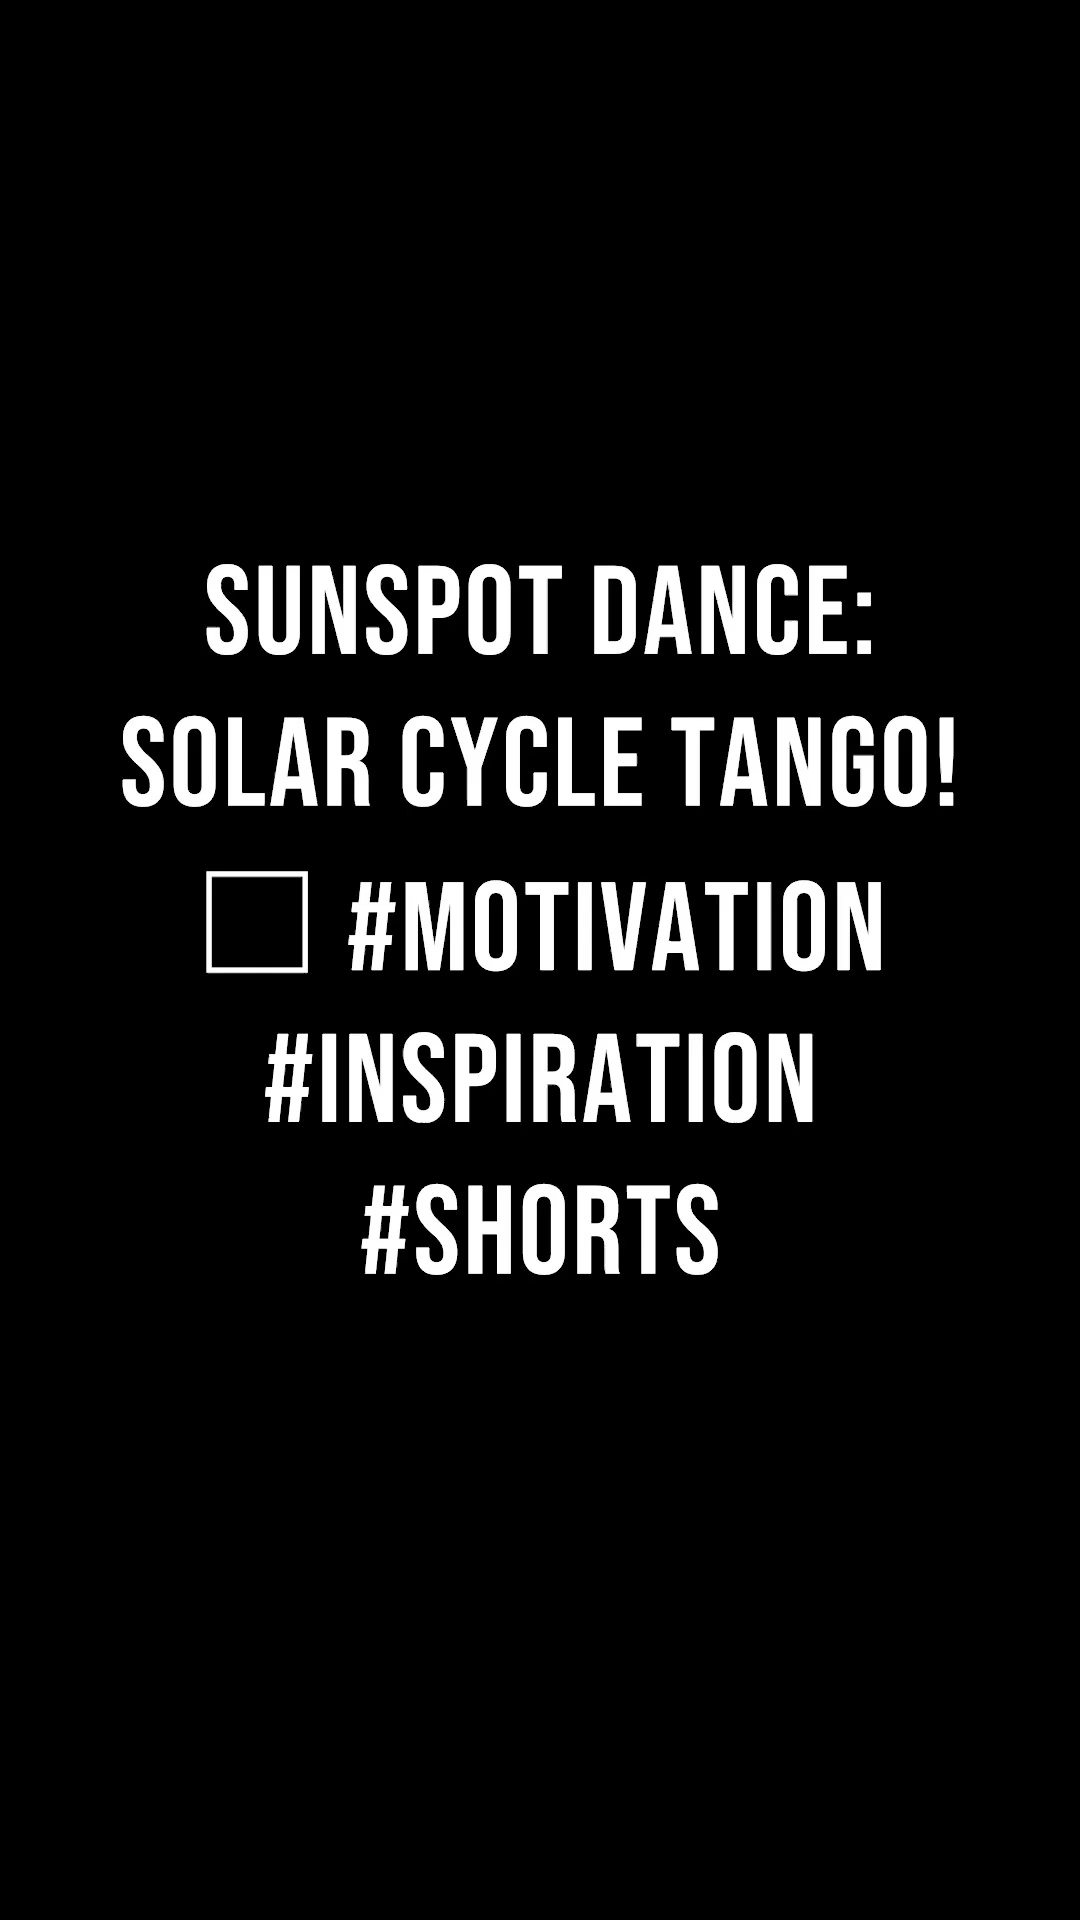 SUNSPOT DANCE:
SOLAR CYCLE TANGO!
□ #MOTIVATION
#INSPIRATION
#SHORTS